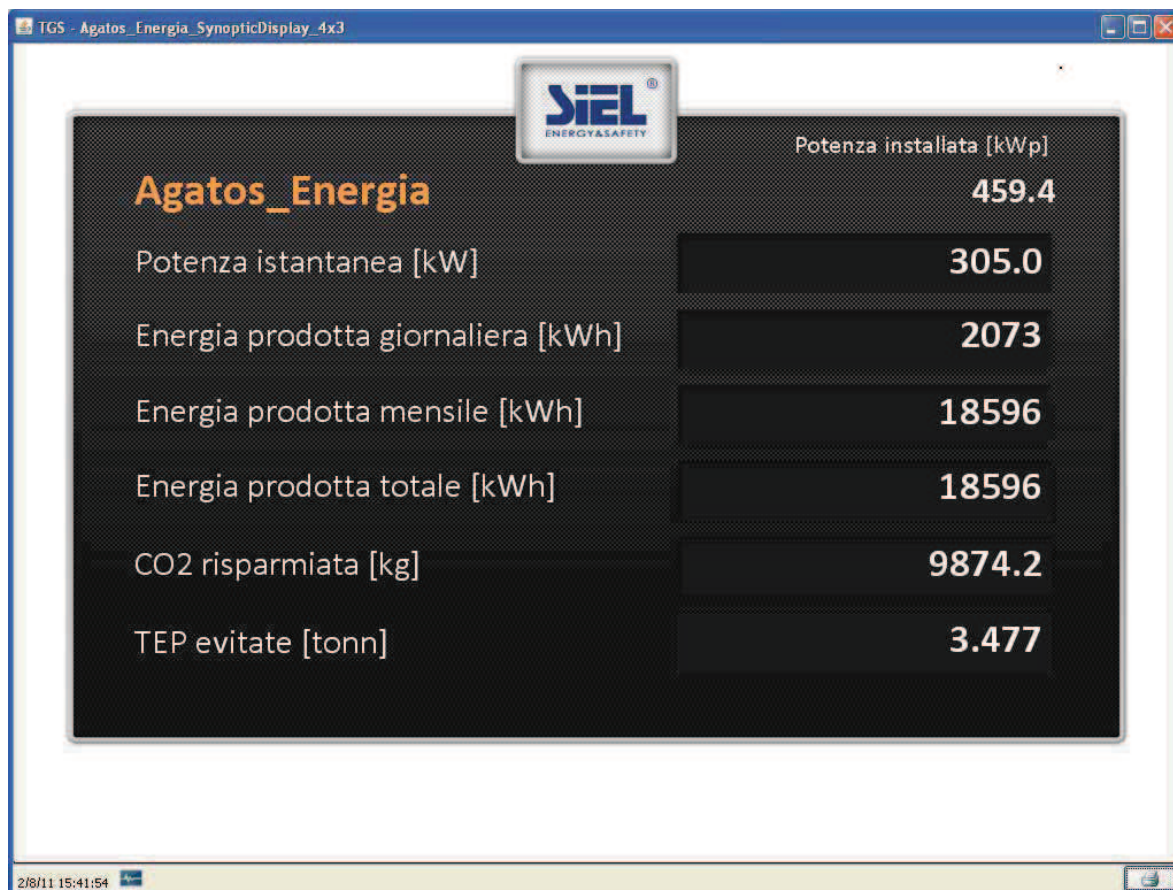 TGS - Agatos_Energia_SynopticDisplay_4x3
SIEL ®
ENERGY&SAFETY
Potenza installata [kWp]
Agatos_Energia 459.4
Potenza istantanea [kW] 305.0
Energia prodotta giornaliera [kWh] 2073
Energia prodotta mensile [kWh] 18596
Energia prodotta totale [kWh] 18596
CO2 risparmiata [kg] 9874.2
TEP evitate [tonn] 3.477
2/8/11 15:41:54